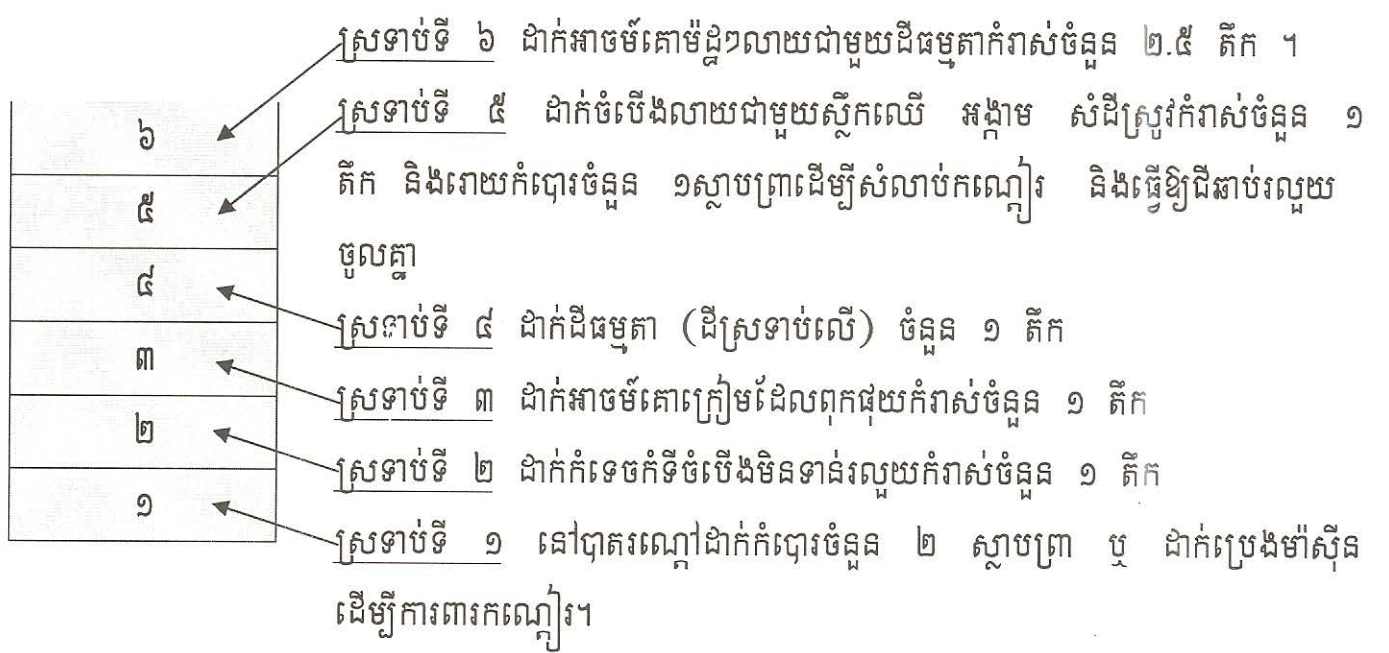 ស្រទាប់ទី ៦ ដាក់អាចម៍គោម៉ដ្ឋៗលាយជាមួយដីធម្មតាកំរាស់ចំនួន ២.៥ តឹក ។
ស្រទាប់ទី ៥ ដាក់ចំបើងលាយជាមួយស្លឹកឈើ អង្កាម សំដីស្រូវកំរាស់ចំនួន ១
តឹក និងរោយកំបោរចំនួន ១ស្លាបព្រាដើម្បីសំលាប់កណ្ដៀរ និងធ្វើឱ្យជីឆាប់រលួយ
ចូលគ្នា
ស្រទាប់ទី ៤ ដាក់ដីធម្មតា (ដីស្រទាប់លើ) ចំនួន ១ តឹក
ស្រទាប់ទី ៣ ដាក់អាចម៍គោក្រៀមដែលពុកផុយកំរាស់ចំនួន ១ តឹក
ស្រទាប់ទី ២ ដាក់កំទេចកំទីចំបើងមិនទាន់រលួយកំរាស់ចំនួន ១ តឹក
ស្រទាប់ទី ១ នៅបាតរណ្ដៅដាក់កំបោរចំនួន ២ ស្លាបព្រា ឬ ដាក់ប្រេងម៉ាស៊ីន
ដើម្បីការពារកណ្ដៀរ។
៦
៥
៤
៣
២
១